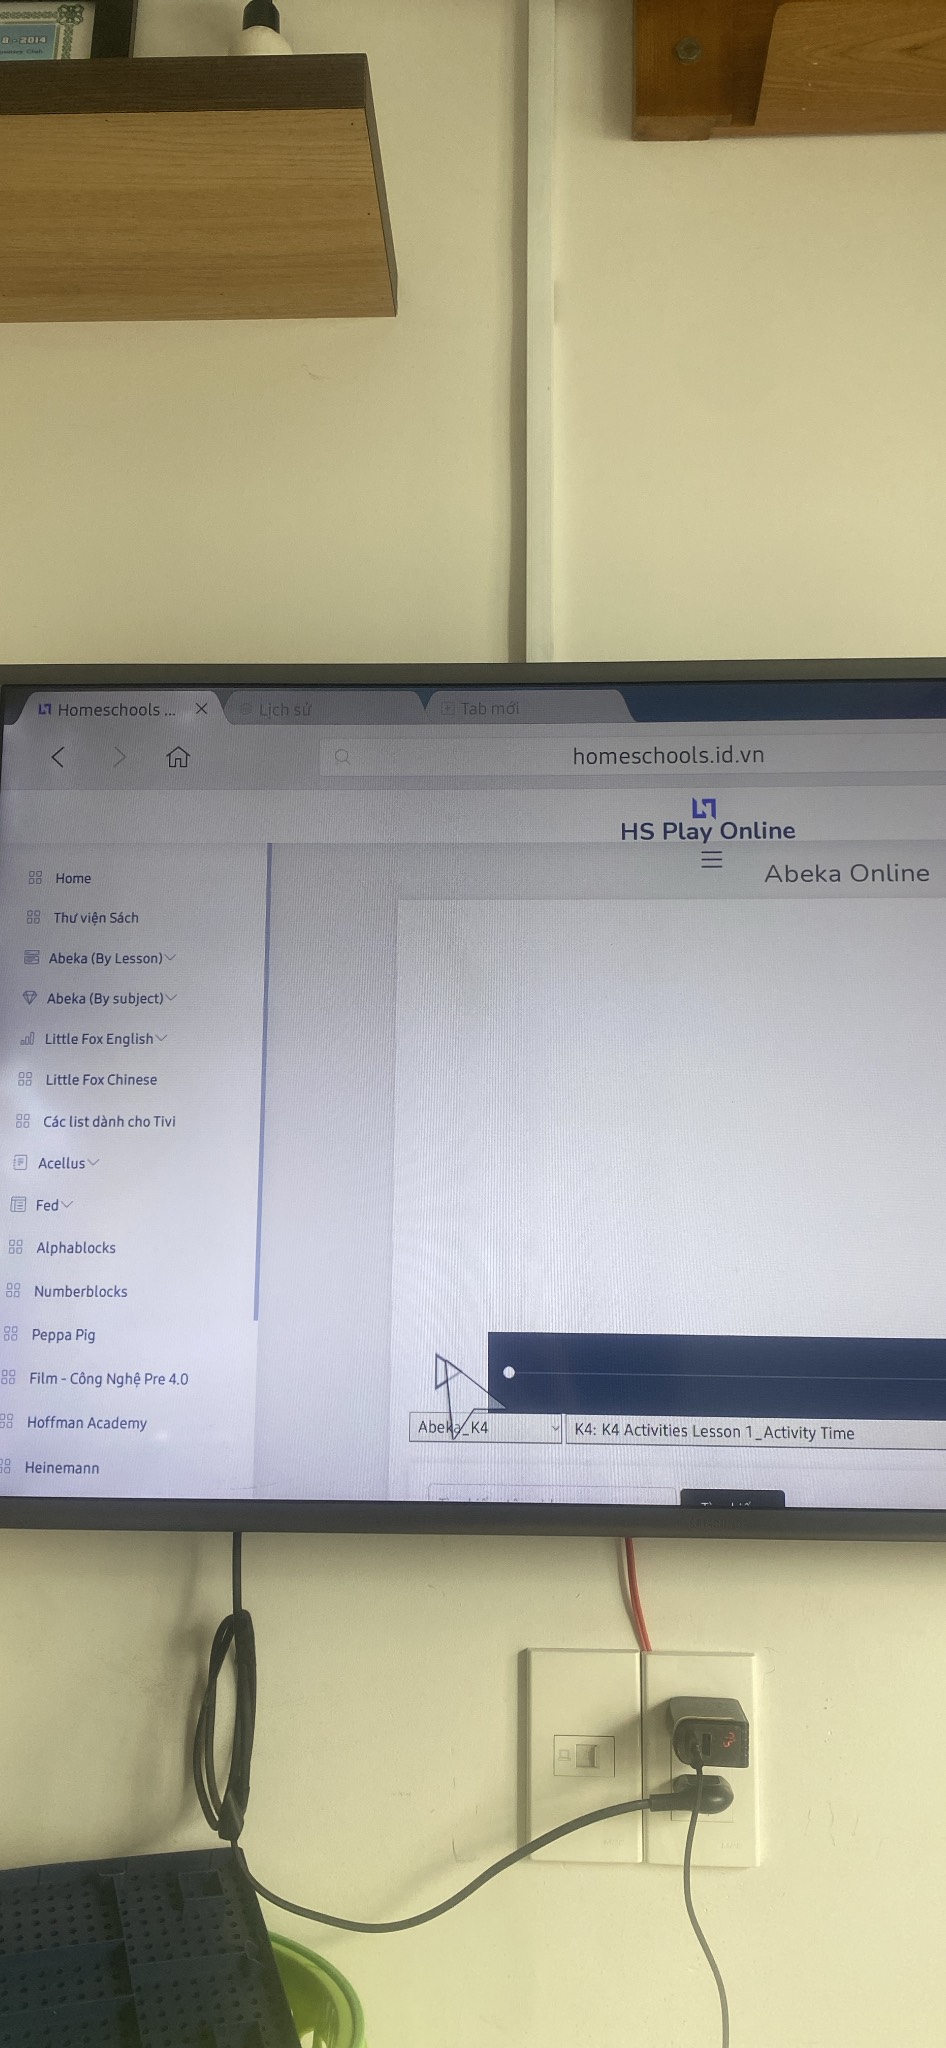 8 - 2014
Homeschools ...
Lịch sử
Tab mới
homeschools.id.vn
HS Play Online
Abeka Online
Home
Thư viện Sách
Abeka (By Lesson)
Abeka (By subject)
Little Fox English
Little Fox Chinese
Các list dành cho Tivi
Acellus
Fed
Alphablocks
Numberblocks
Peppa Pig
Film - Công Nghệ Pre 4.0
Hoffman Academy
Heinemann
Abeka_K4
K4: K4 Activities Lesson 1_Activity Time